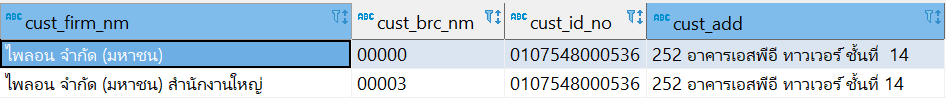 ABC cust_firm_nm ABC cust_brc_nm ABC cust_id_no ABC cust_add
ไพลอน จำกัด (มหาชน) 00000 0107548000536 252 อาคารเอสพีอี ทาวเวอร์ ชั้นที่ 14
ไพลอน จำกัด (มหาชน) สำนักงานใหญ่ 00003 0107548000536 252 อาคารเอสพีอี ทาวเวอร์ ชั้นที่ 14